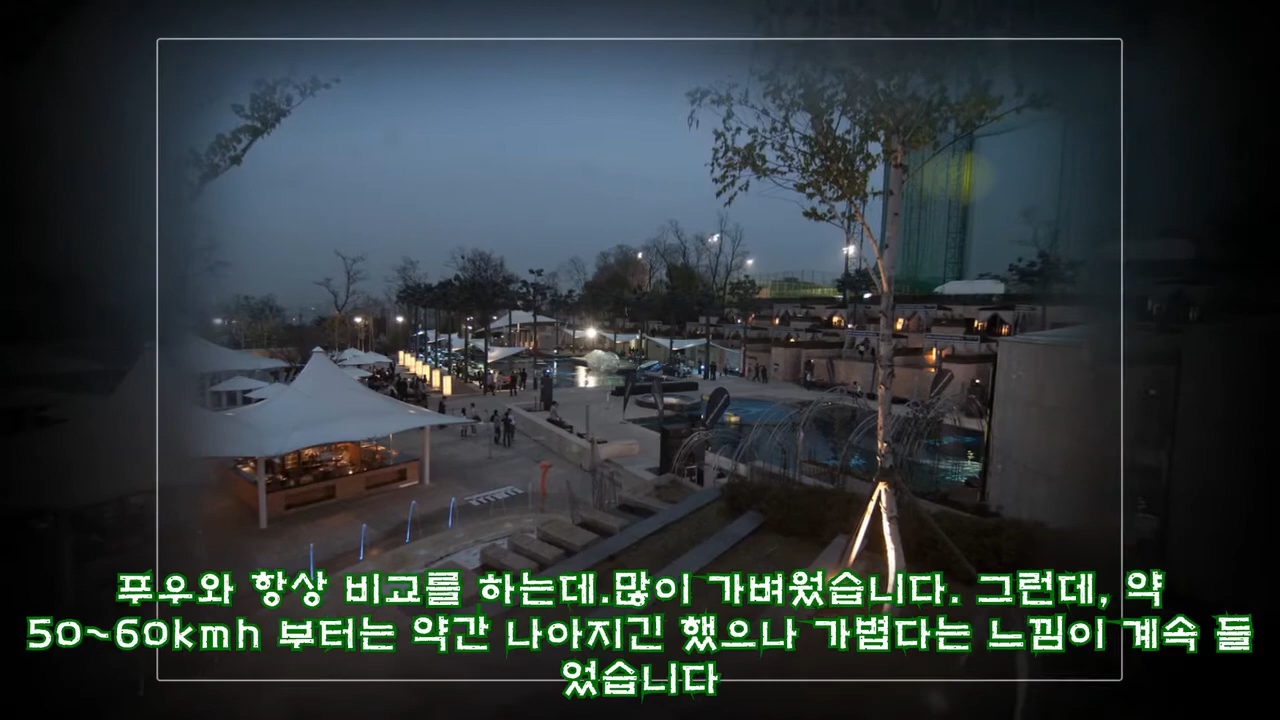 푸우와 항상 비교를 하는데.많이 가벼웠습니다. 그런데, 약
50~60kmh 부터는 약간 나아지긴 했으나 가볍다는 느낌이 계속 들
었습니다